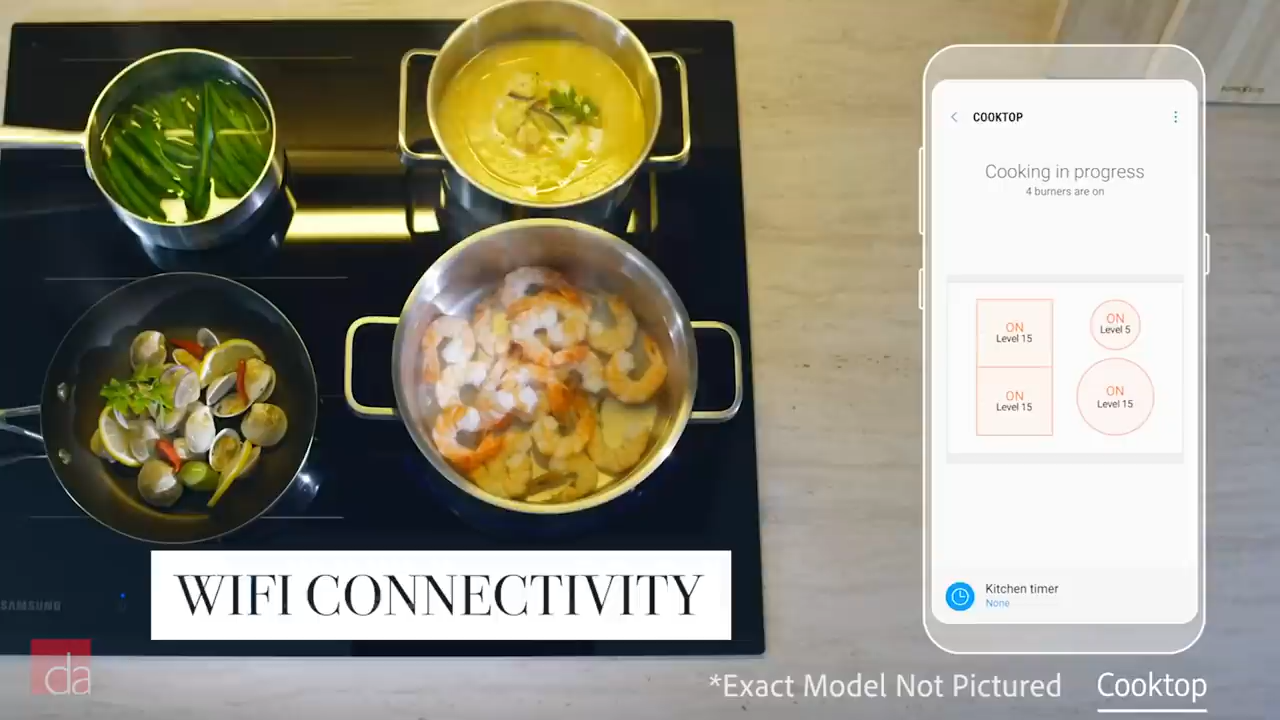 COOKTOP
Cooking in progress
4 burners are on
ON
Level 15
ON
Level 5
ON
Level 15
ON
Level 15
Kitchen timer
None
SAMSUNG
WIFI CONNECTIVITY
da
*Exact Model Not Pictured
Cooktop